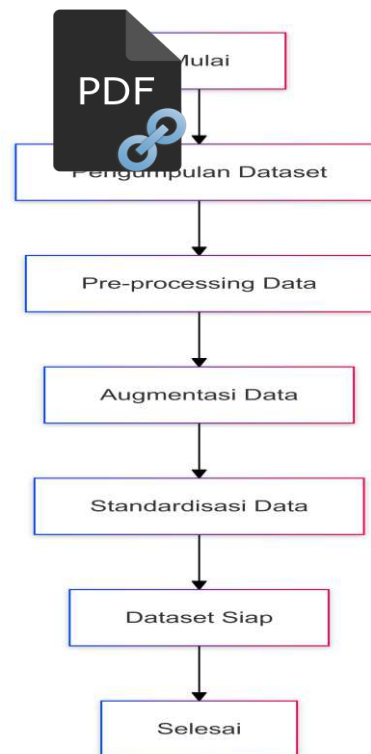 PDF
Mulai
Pengumpulan Dataset
Pre-processing Data
Augmentasi Data
Standardisasi Data
Dataset Siap
Selesai